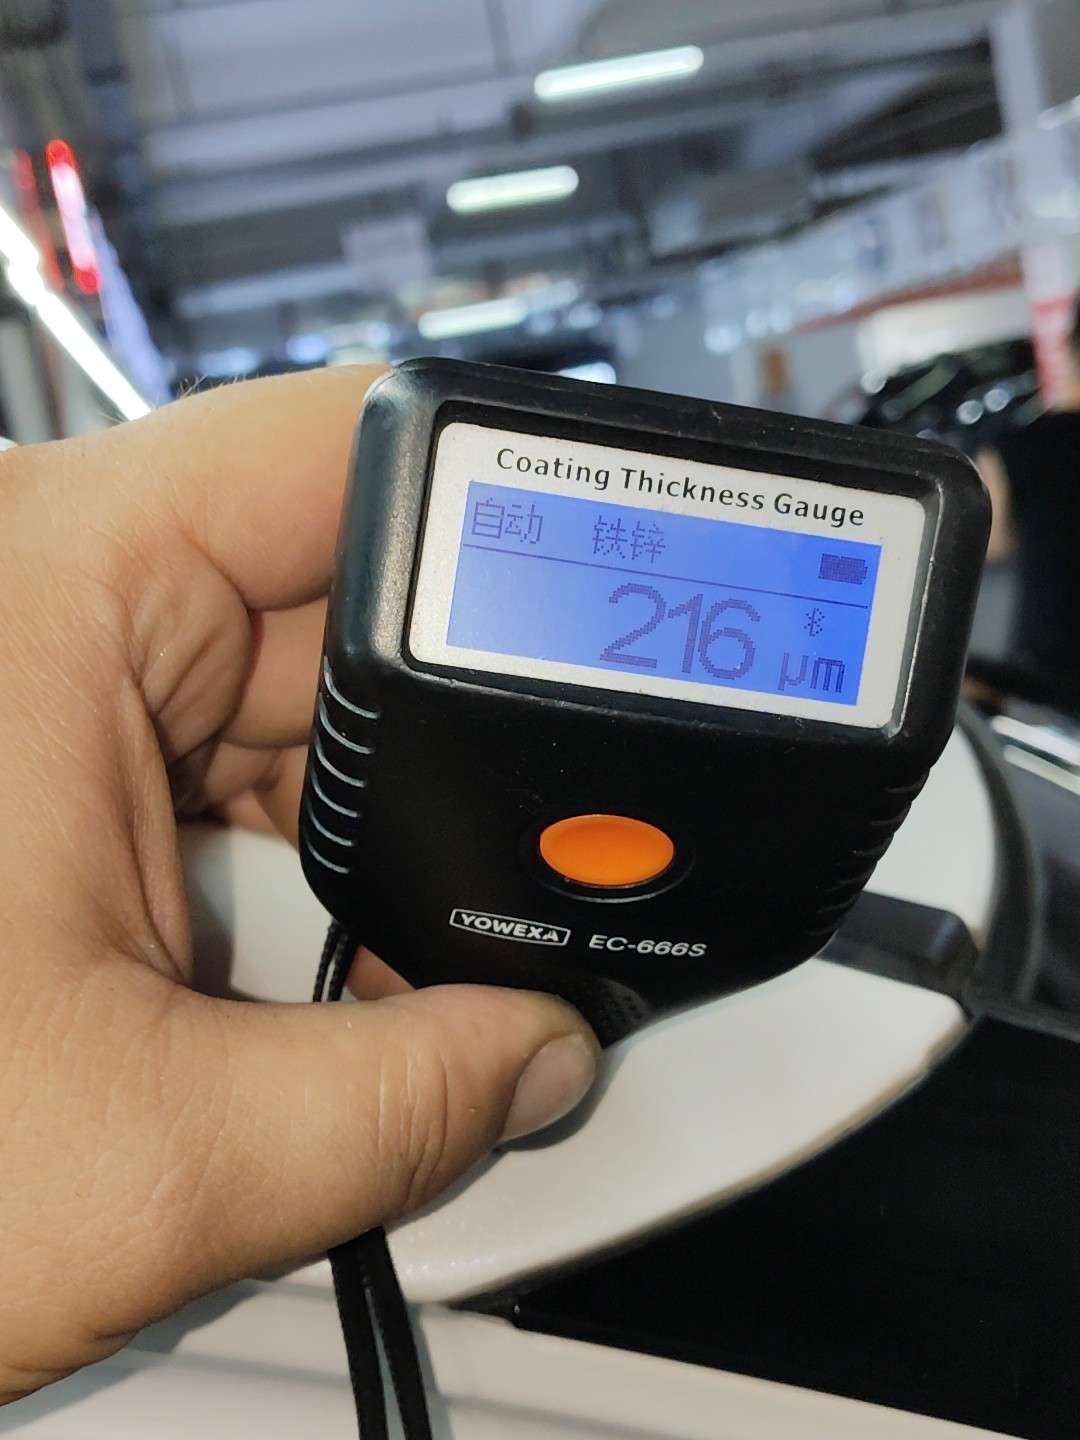 Coating Thickness Gauge
自动 铁锌
216 μm
YOWEXA EC-666S